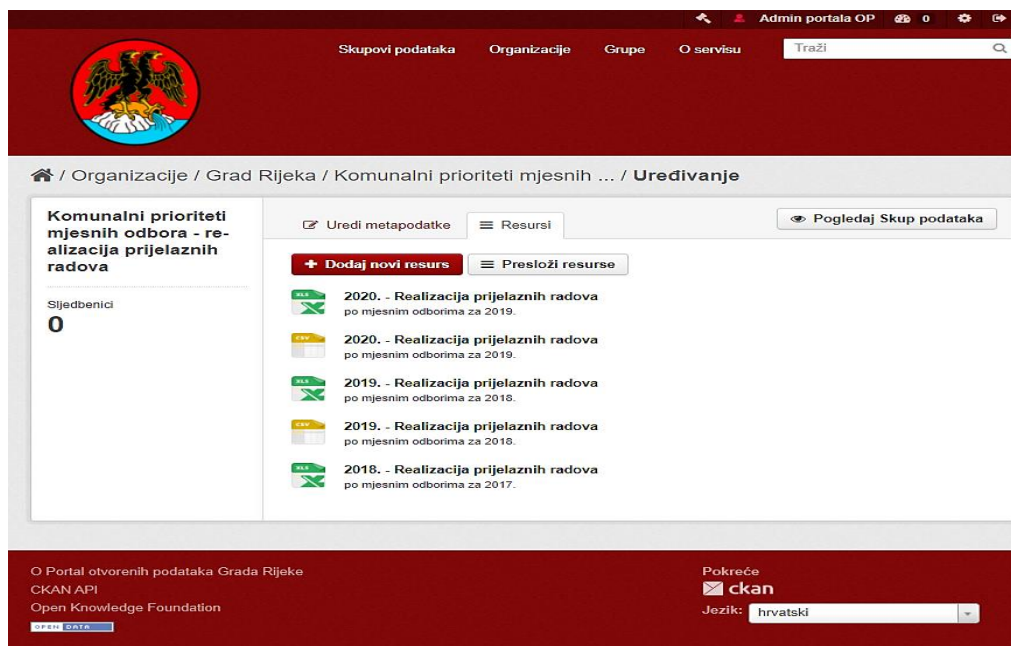 Admin portala OP 0
Skupovi podataka Organizacije Grupe O servisu Traži
/ Organizacije / Grad Rijeka / Komunalni prioriteti mjesnih ... / Uređivanje
Komunalni prioriteti
mjesnih odbora - re-
alizacija prijelaznih
radova
Sljedbenici
0
Uredi metapodatke Resursi Pogledaj Skup podataka
Dodaj novi resurs Presloži resurse
XLS
2020. - Realizacija prijelaznih radova
po mjesnim odborima za 2019.
CSV
2020. - Realizacija prijelaznih radova
po mjesnim odborima za 2019.
XLS
2019. - Realizacija prijelaznih radova
po mjesnim odborima za 2018.
CSV
2019. - Realizacija prijelaznih radova
po mjesnim odborima za 2018.
XLS
2018. - Realizacija prijelaznih radova
po mjesnim odborima za 2017.
O Portal otvorenih podataka Grada Rijeke
CKAN API
Open Knowledge Foundation
OPEN DATA
Pokreće
ckan
Jezik: hrvatski